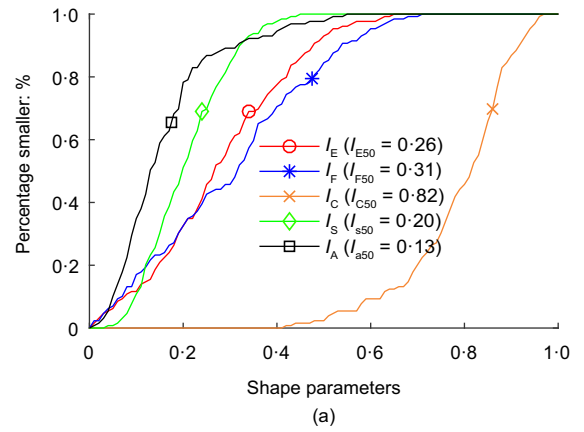 1·0
0·8
0·6
0·4
0·2
0
Percentage smaller: %
I_E (I_E50 = 0·26)
I_F (I_F50 = 0·31)
I_C (I_C50 = 0·82)
I_S (I_s50 = 0·20)
I_A (I_a50 = 0·13)
0 0·2 0·4 0·6 0·8 1·0
Shape parameters
(a)